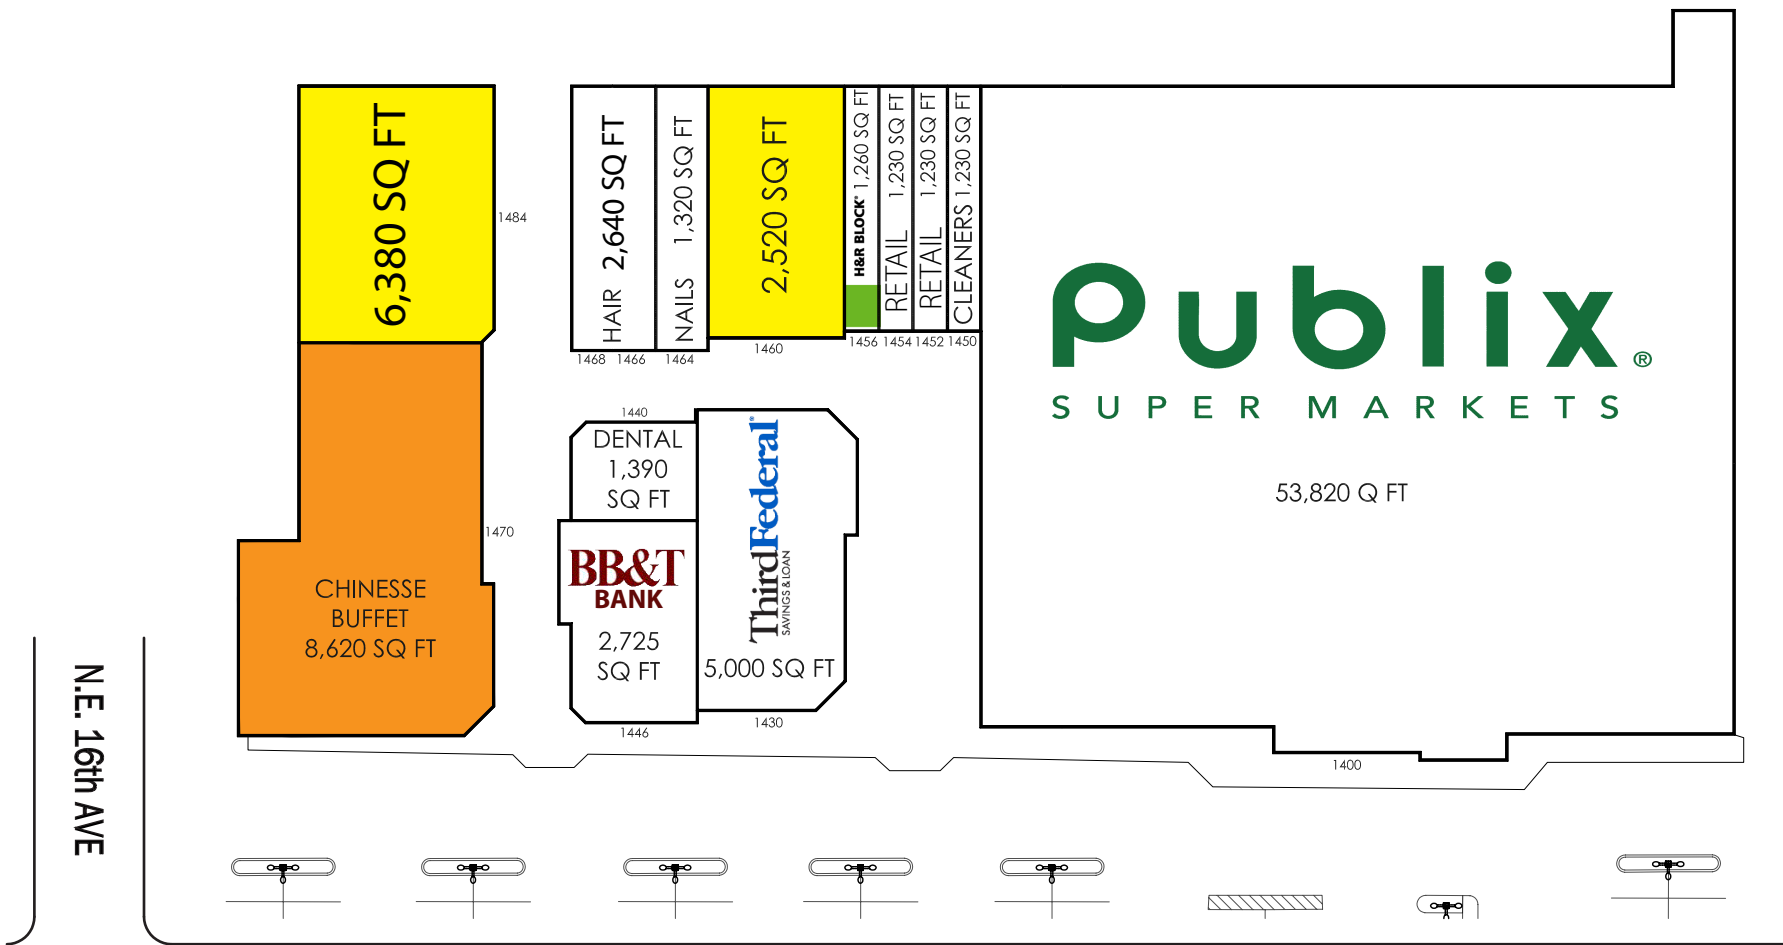 6,380 SQ FT
1484
HAIR 2,640 SQ FT
1468 1466
NAILS 1,320 SQ FT
1464
2,520 SQ FT
1460
H&R BLOCK® 1,260 SQ FT
1456
RETAIL 1,230 SQ FT
1454
RETAIL 1,230 SQ FT
1452
CLEANERS 1,230 SQ FT
1450
Publix®
SUPER MARKETS
53,820 Q FT
1400
1440
DENTAL
1,390
SQ FT
BB&T
BANK
2,725
SQ FT
1446
ThirdFederal®
SAVINGS & LOAN
5,000 SQ FT
1430
1470
CHINESSE
BUFFET
8,620 SQ FT
N.E. 16th AVE